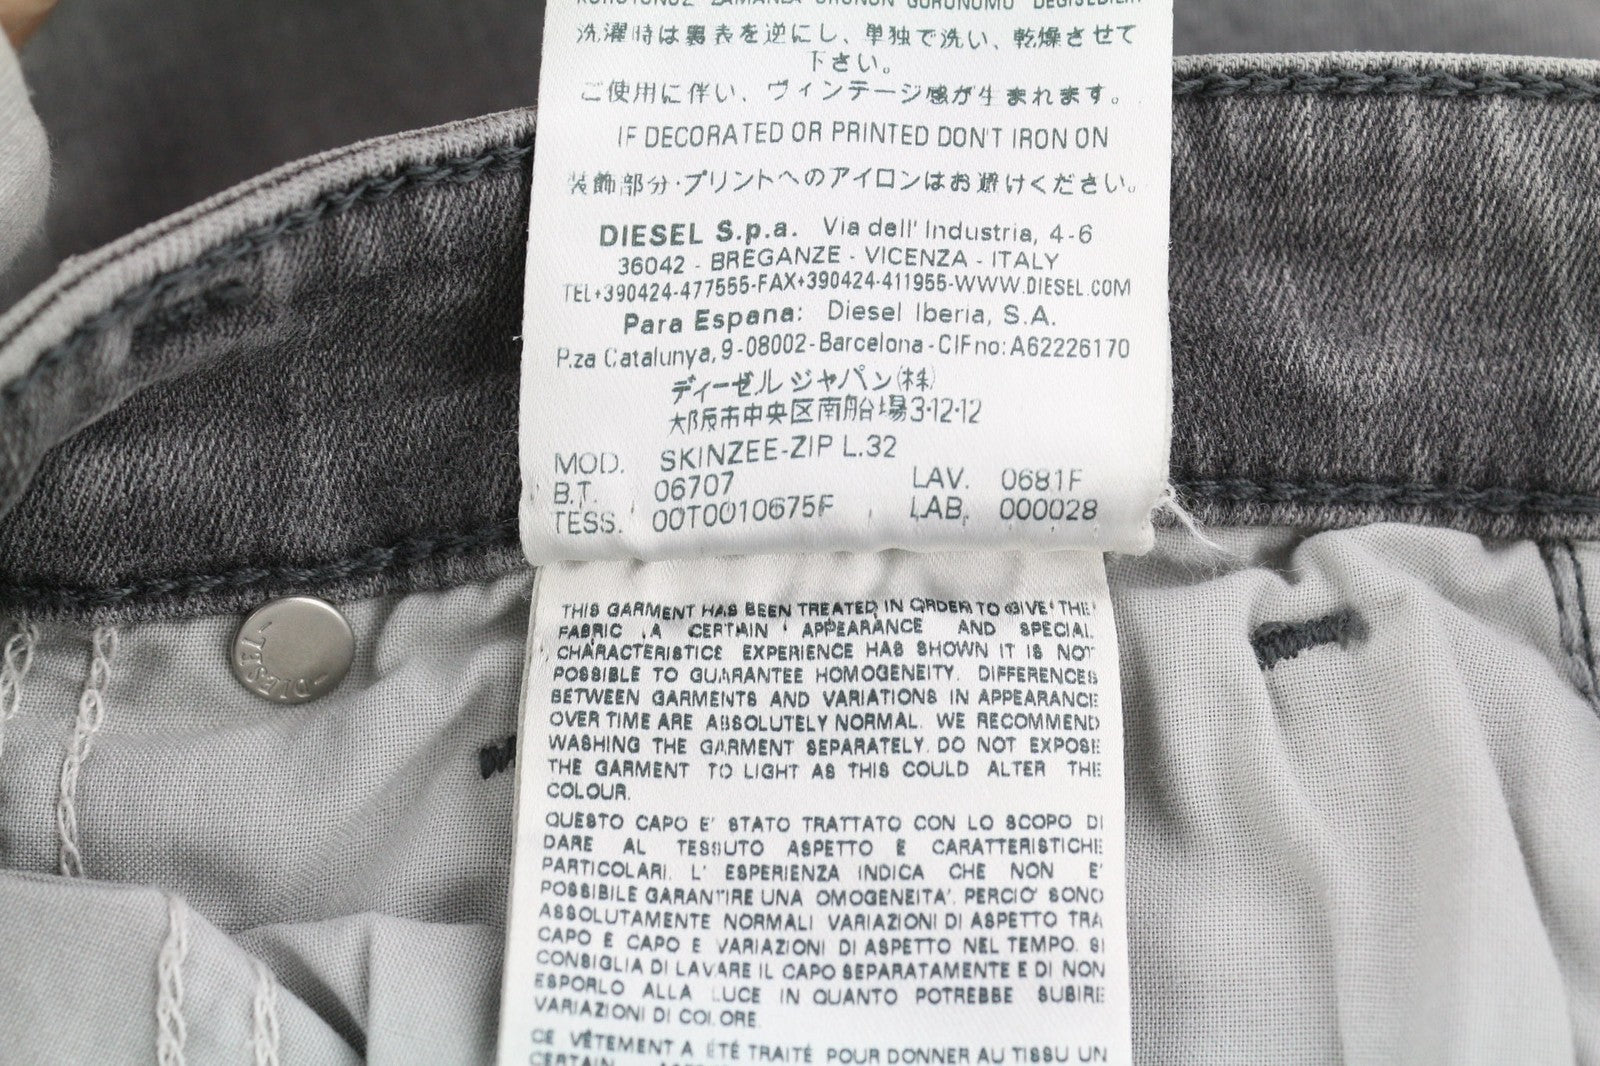 KORUYUNUZ ZAMANLA ÜRÜNÜN GÖRÜNÜMÜ DEĞİŞEBİLİR
洗濯時は裏表を逆にし、単独で洗い、乾燥させて
下さい。
ご使用に伴い、ヴィンテージ感が生まれます。
IF DECORATED OR PRINTED DON'T IRON ON
装飾部分・プリントへのアイロンはお避けください。
DIESEL S.p.a. Via dell' Industria, 4-6
36042 - BREGANZE - VICENZA - ITALY
TEL+390424-477555-FAX+390424-411955-WWW.DIESEL.COM
Para Espana: Diesel Iberia, S.A.
P.za Catalunya, 9-08002-Barcelona-CIFno:A62226170
ディーゼルジャパン(株)
大阪市中央区南船場3-12-12
MOD. SKINZEE-ZIP L.32
B.T. 06707 LAV. 0681F
TESS. 00T0010675F LAB. 000028
-DIESEL-
THIS GARMENT HAS BEEN TREATED IN ORDER TO GIVE THE
FABRIC A CERTAIN APPEARANCE AND SPECIAL
CHARACTERISTICS EXPERIENCE HAS SHOWN IT IS NOT
POSSIBLE TO GUARANTEE HOMOGENEITY. DIFFERENCES
BETWEEN GARMENTS AND VARIATIONS IN APPEARANCE
OVER TIME ARE ABSOLUTELY NORMAL. WE RECOMMEND
WASHING THE GARMENT SEPARATELY. DO NOT EXPOSE
THE GARMENT TO LIGHT AS THIS COULD ALTER THE
COLOUR.
QUESTO CAPO E' STATO TRATTATO CON LO SCOPO DI
DARE AL TESSUTO ASPETTO E CARATTERISTICHE
PARTICOLARI. L' ESPERIENZA INDICA CHE NON E'
POSSIBILE GARANTIRE UNA OMOGENEITA'. PERCIO' SONO
ASSOLUTAMENTE NORMALI VARIAZIONI DI ASPETTO TRA
CAPO E CAPO E VARIAZIONI DI ASPETTO NEL TEMPO. SI
CONSIGLIA DI LAVARE IL CAPO SEPARATAMENTE E DI NON
ESPORLO ALLA LUCE IN QUANTO POTREBBE SUBIRE
VARIAZIONI DI COLORE.
CE VÊTEMENT A ÉTÉ TRAITÉ POUR DONNER AU TISSU UN
CERTAIN